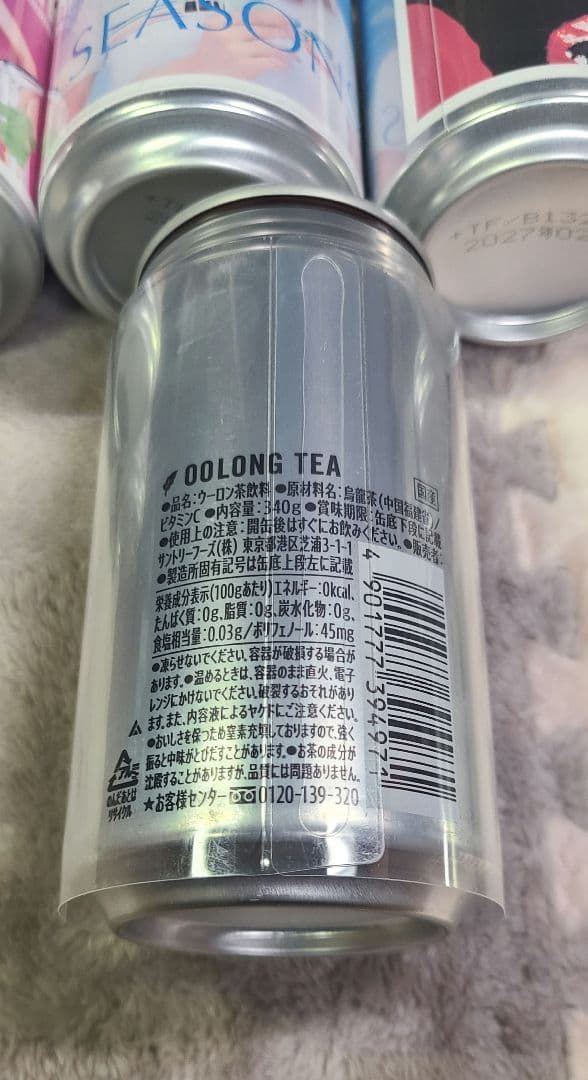 SEASON
+TF/B13
2027年02
OOLONG TEA
●品名:ウーロン茶飲料 ●原材料名:烏龍茶(中国福建省)/
ビタミンC ●内容量:340g ●賞味期限:缶底下段に記載
●使用上の注意:開缶後はすぐにお飲みください。●販売者:
サントリーフーズ(株) 東京都港区芝浦3-1-1
●製造所固有記号は缶底上段左に記載
栄養成分表示(100gあたり)エネルギー:0kcal、
たんぱく質:0g、脂質:0g、炭水化物:0g、
食塩相当量:0.03g/ポリフェノール:45mg
●凍らせないでください。容器が破損する場合が
あります。●温めるときは、容器のまま直火、電子
レンジにかけないでください。破裂するおそれがあり
ます。また、内容液によるヤケドにご注意ください。
●おいしさを保つため窒素充填しておりますので、強く
振ると中味がとびだすことがあります。●お茶の成分が
沈殿することがありますが、品質には問題ありません。
★お客様センター 0120-139-320
のんだあとは
リサイクル
4 901777 394971